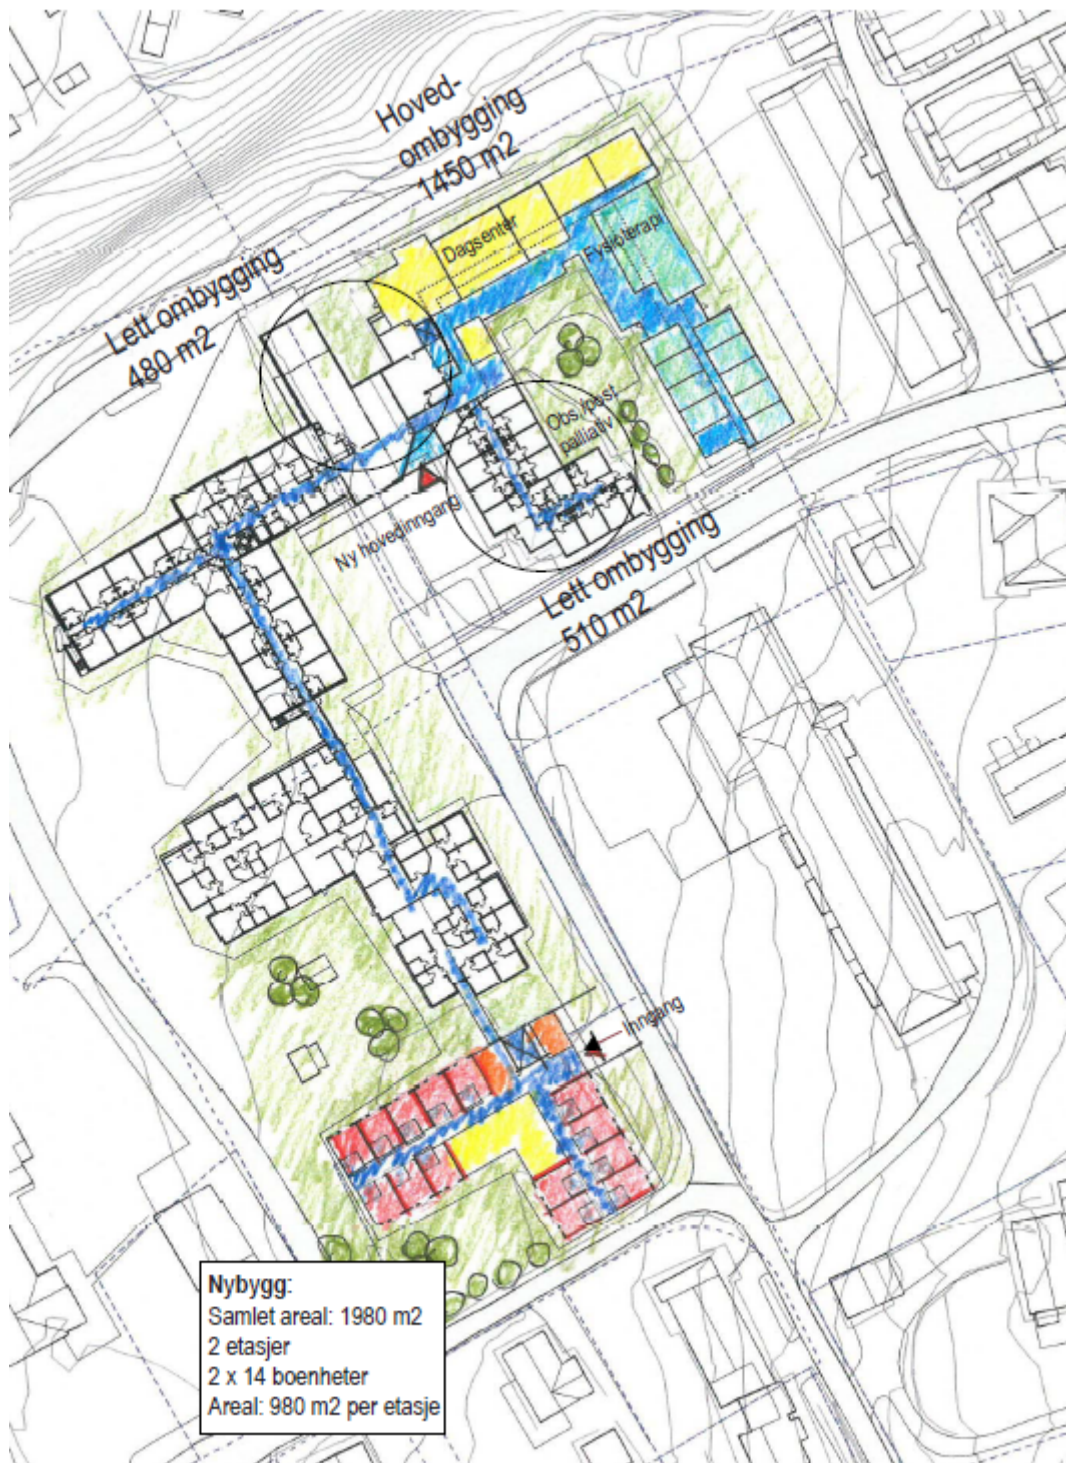 Hoved-
ombygging
1450 m2
Dagsenter
Fysioterapi
Lett ombygging
480 m2
Obs./post
palliativ
Ny hovedinngang
Lett ombygging
510 m2
Inngang
Nybygg:
Samlet areal: 1980 m2
2 etasjer
2 x 14 boenheter
Areal: 980 m2 per etasje